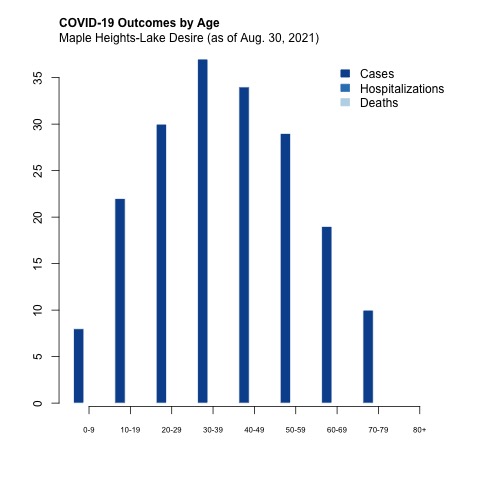 COVID-19 Outcomes by Age
Maple Heights-Lake Desire (as of Aug. 30, 2021)
Cases
Hospitalizations
Deaths
35
30
25
20
15
10
5
0
0-9 10-19 20-29 30-39 40-49 50-59 60-69 70-79 80+